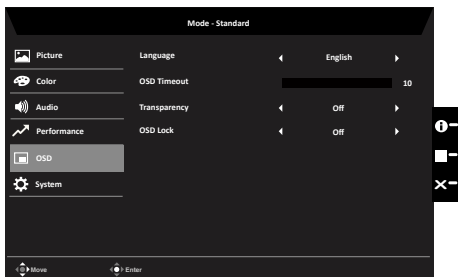 Mode - Standard
Picture
Language English
Color
OSD Timeout 10
Audio
Transparency Off
Performance
OSD Lock Off
OSD
System
Move Enter